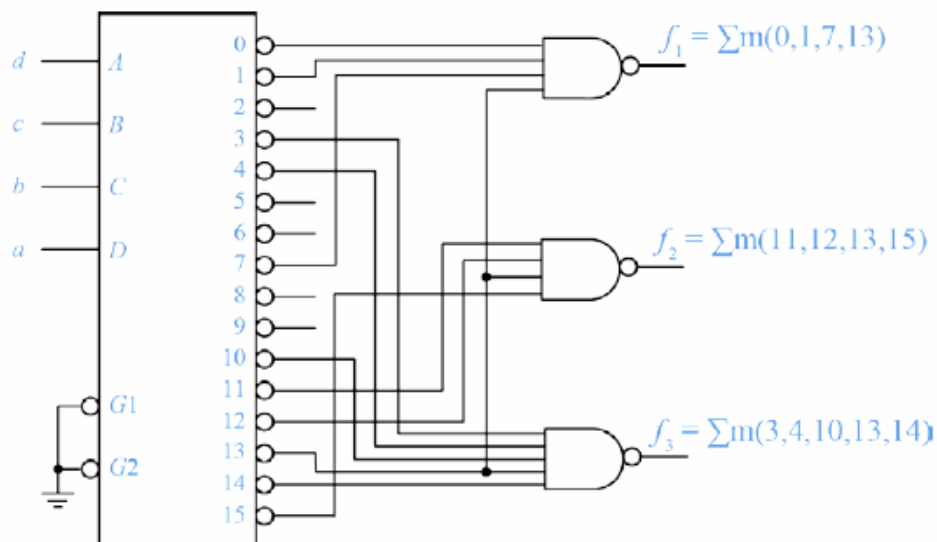 0
f₁ = ∑m(0,1,7,13)
d
A
1
2
c
B
3
b
C
4
5
6
a
D
7
f₂ = ∑m(11,12,13,15)
8
9
10
11
G1
12
f₃ = ∑m(3,4,10,13,14)
13
G2
14
15